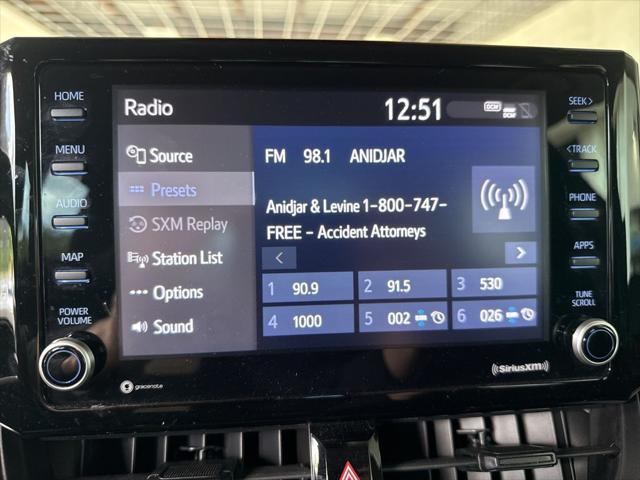 HOME
MENU
AUDIO
MAP
POWER
VOLUME
Radio
12:51
DCM
DCM
Source
Presets
SXM Replay
Station List
Options
Sound
FM 98.1 ANIDJAR
Anidjar & Levine 1-800-747-
FREE - Accident Attorneys
< >
1 90.9
2 91.5
3 530
4 1000
5 002
6 026
SEEK>
<TRACK
PHONE
APPS
TUNE
SCROLL
gracenote
((SiriusXM))